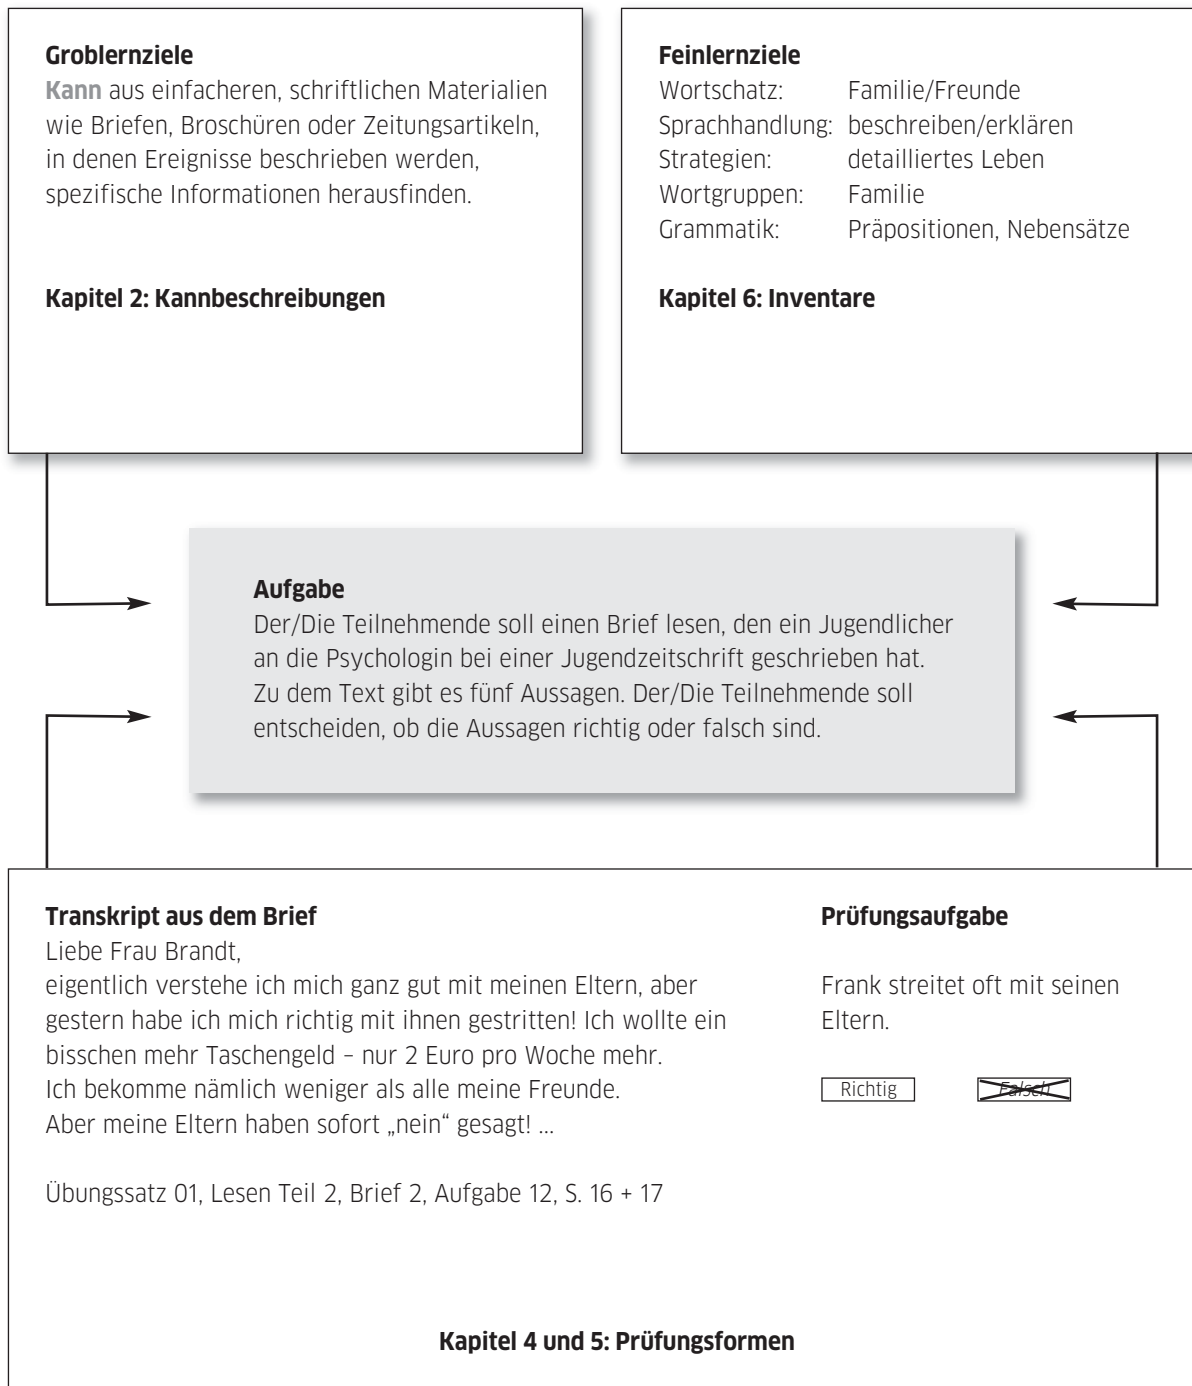 Groblernziele
Kann aus einfacheren, schriftlichen Materialien
wie Briefen, Broschüren oder Zeitungsartikeln,
in denen Ereignisse beschrieben werden,
spezifische Informationen herausfinden.
Kapitel 2: Kannbeschreibungen
Feinlernziele
Wortschatz: Familie/Freunde
Sprachhandlung: beschreiben/erklären
Strategien: detailliertes Leben
Wortgruppen: Familie
Grammatik: Präpositionen, Nebensätze
Kapitel 6: Inventare
Aufgabe
Der/Die Teilnehmende soll einen Brief lesen, den ein Jugendlicher
an die Psychologin bei einer Jugendzeitschrift geschrieben hat.
Zu dem Text gibt es fünf Aussagen. Der/Die Teilnehmende soll
entscheiden, ob die Aussagen richtig oder falsch sind.
Transkript aus dem Brief
Liebe Frau Brandt,
eigentlich verstehe ich mich ganz gut mit meinen Eltern, aber
gestern habe ich mich richtig mit ihnen gestritten! Ich wollte ein
bisschen mehr Taschengeld – nur 2 Euro pro Woche mehr.
Ich bekomme nämlich weniger als alle meine Freunde.
Aber meine Eltern haben sofort „nein“ gesagt! ...
Übungssatz 01, Lesen Teil 2, Brief 2, Aufgabe 12, S. 16 + 17
Prüfungsaufgabe
Frank streitet oft mit seinen
Eltern.
Richtig Falsch
Kapitel 4 und 5: Prüfungsformen